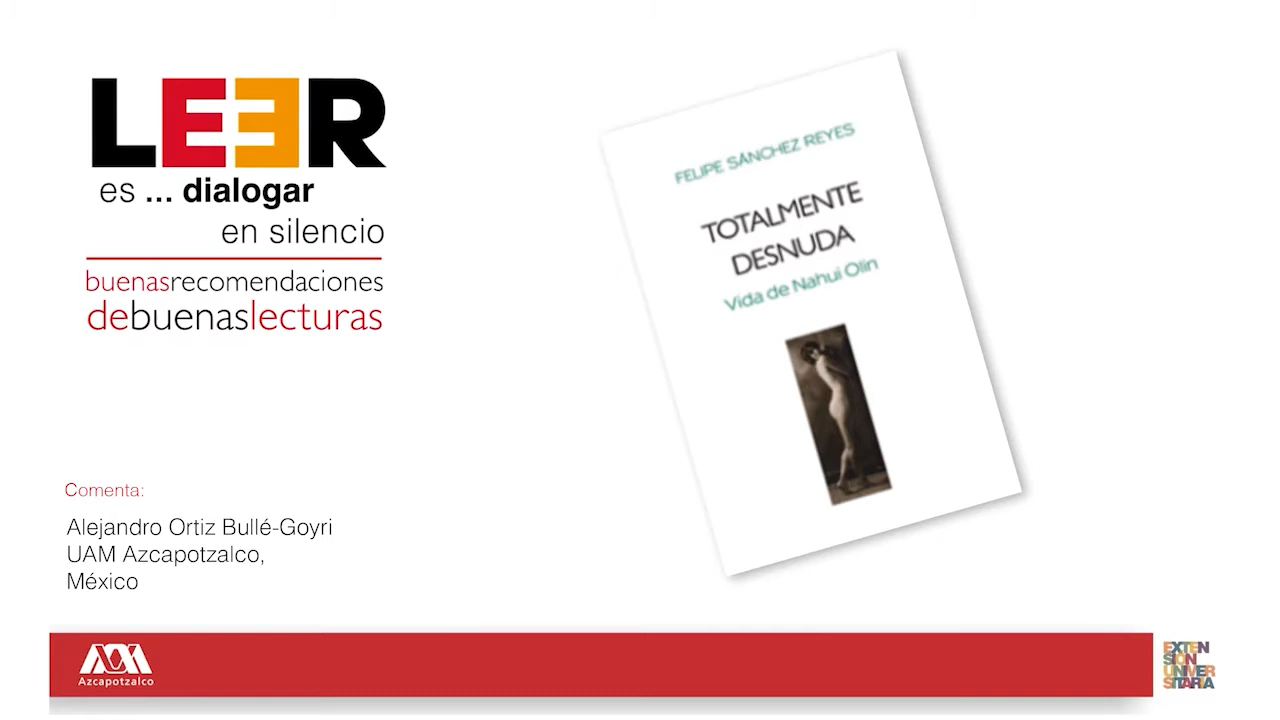 LEER
es ... dialogar
en silencio
buenasrecomendaciones
debuenaslecturas
FELIPE SÁNCHEZ REYES
TOTALMENTE
DESNUDA
Vida de Nahui Olin
Comenta:
Alejandro Ortiz Bullé-Goyri
UAM Azcapotzalco,
México
Azcapotzalco
EXTEN
SIÓN
UNIVER
SITARIA